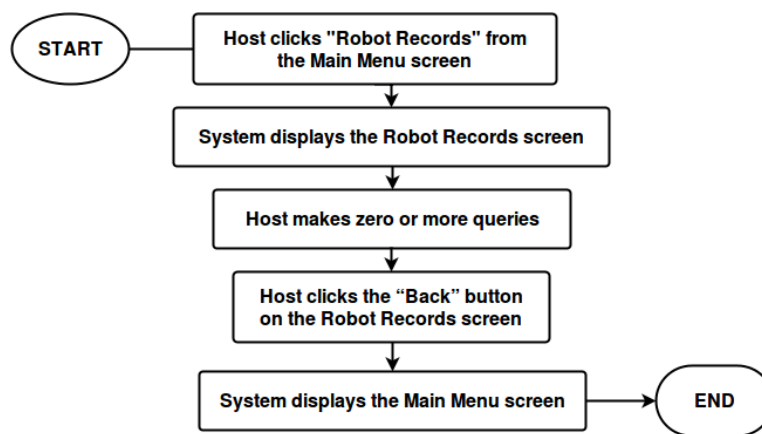 START
Host clicks "Robot Records" from
the Main Menu screen
System displays the Robot Records screen
Host makes zero or more queries
Host clicks the “Back” button
on the Robot Records screen
System displays the Main Menu screen
END